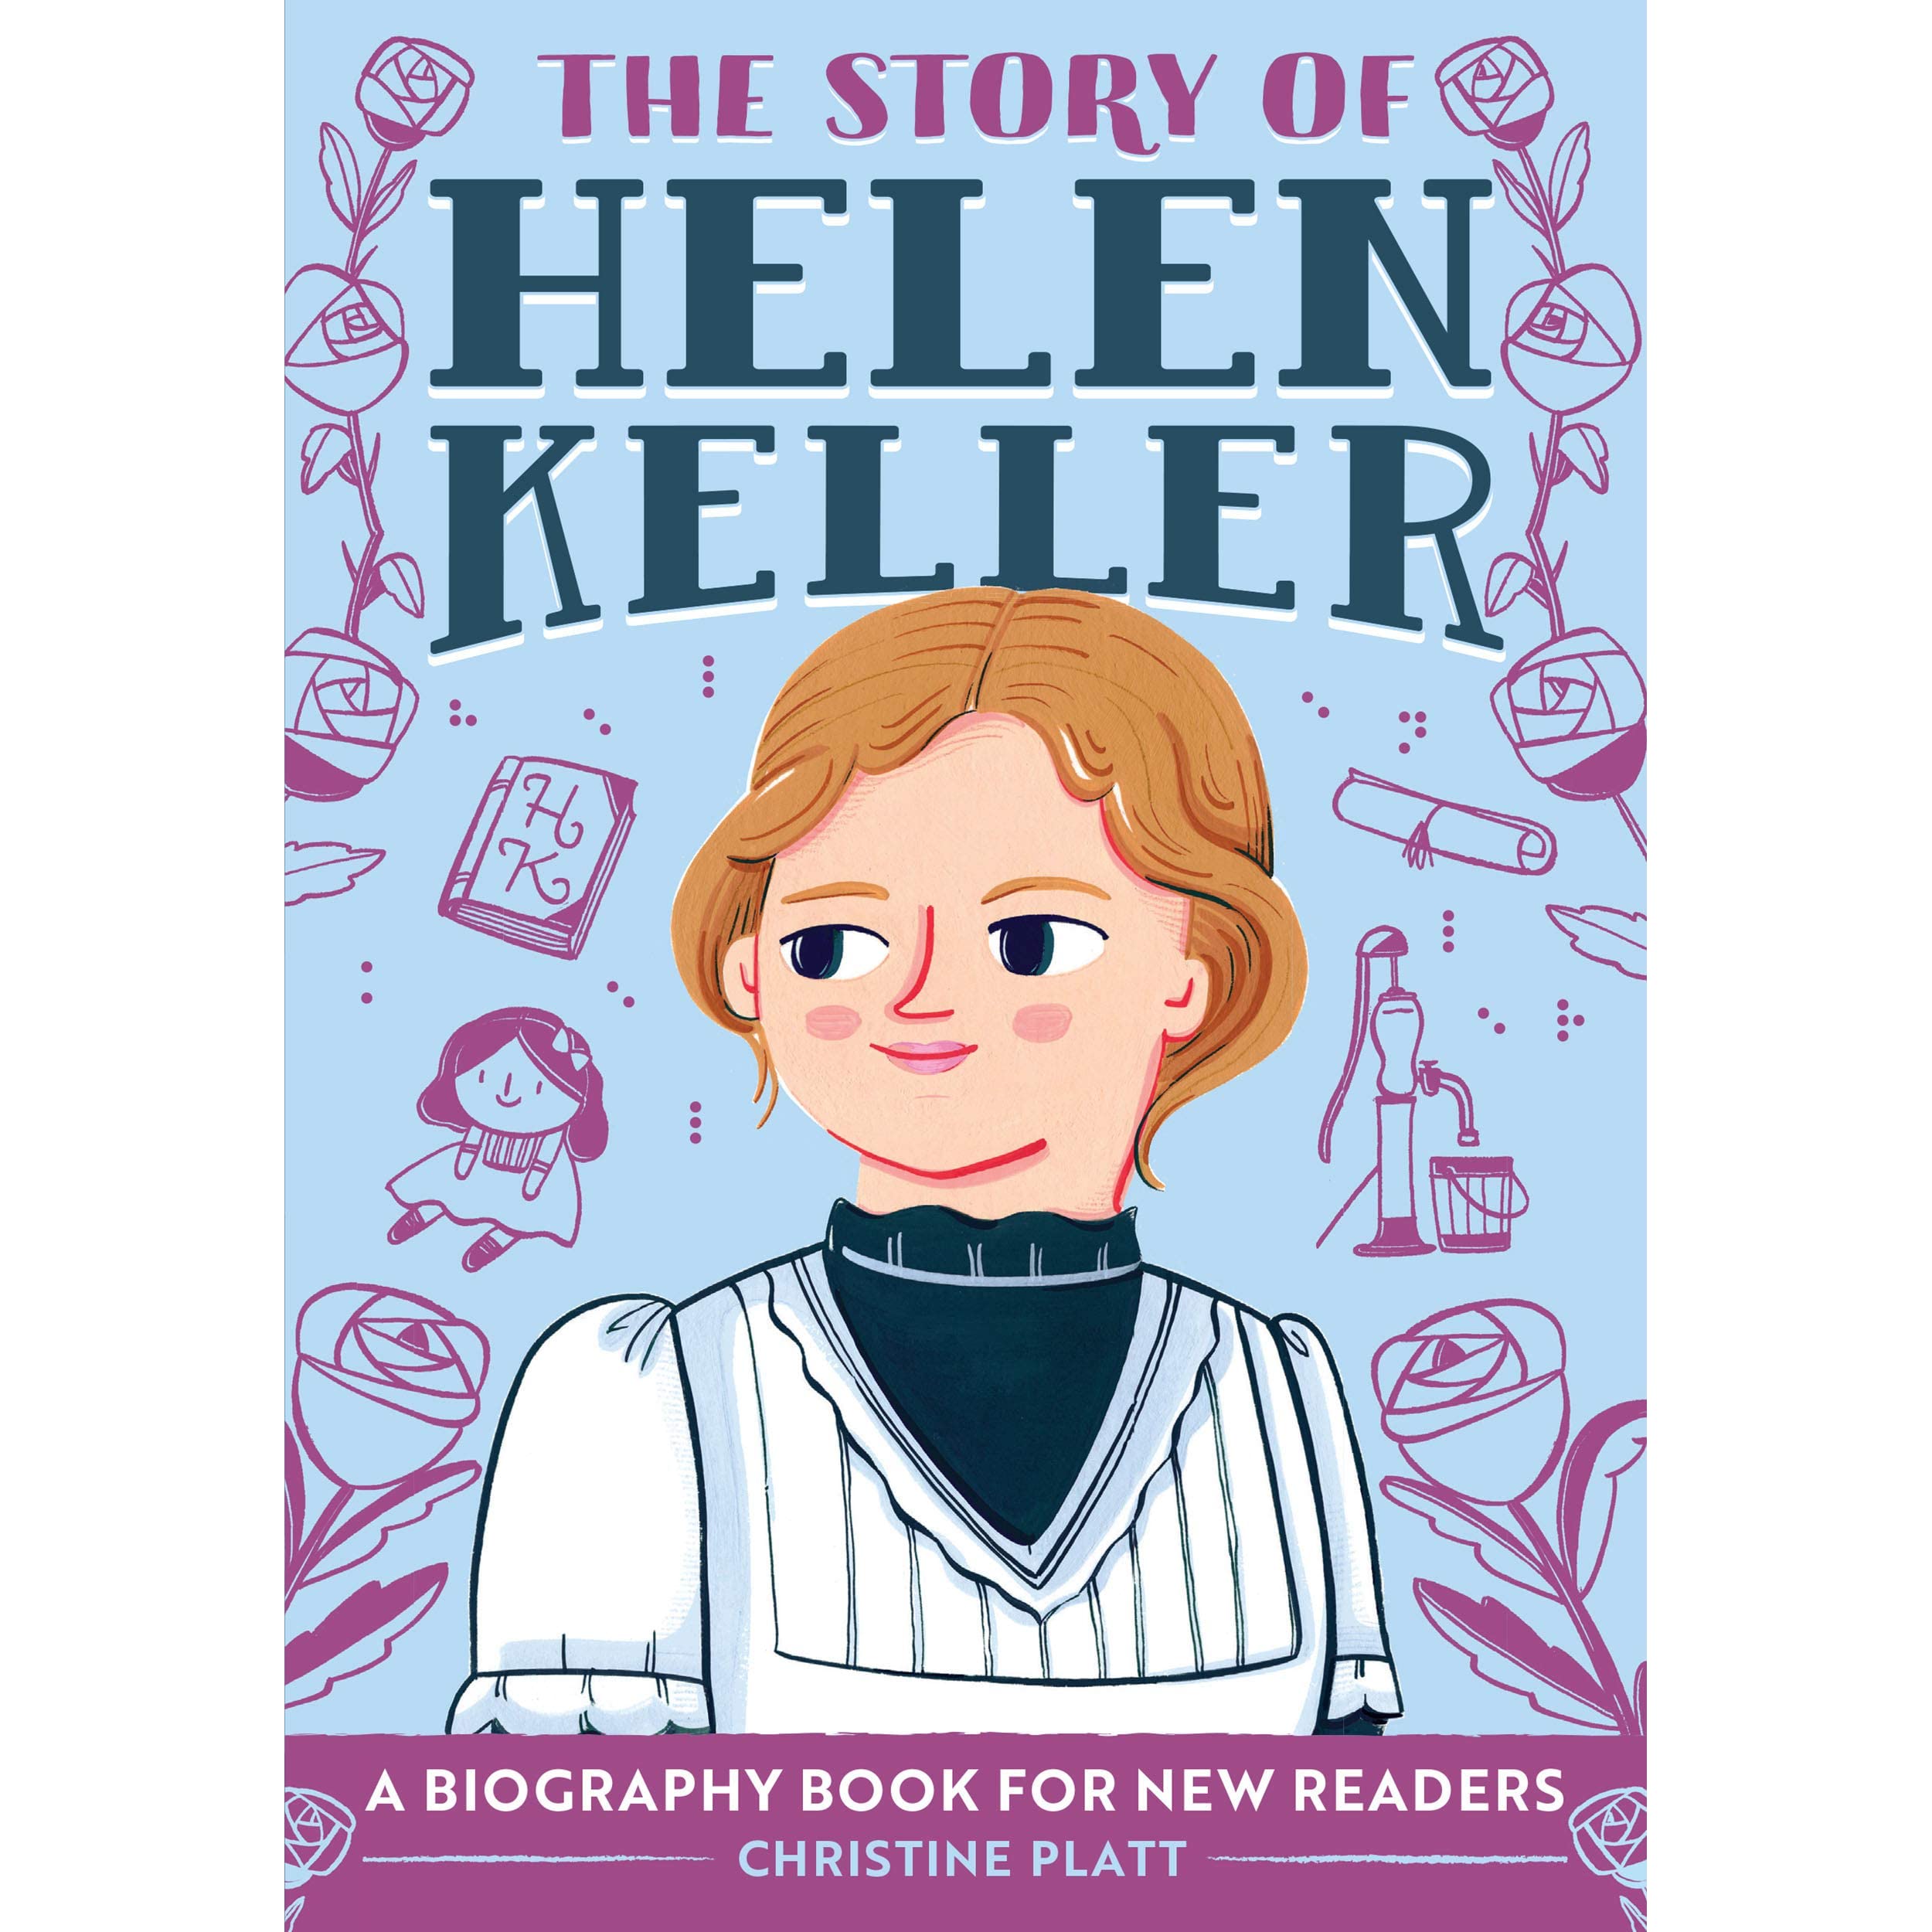 THE STORY OF
HELEN
KELLER
H
K
A BIOGRAPHY BOOK FOR NEW READERS
CHRISTINE PLATT